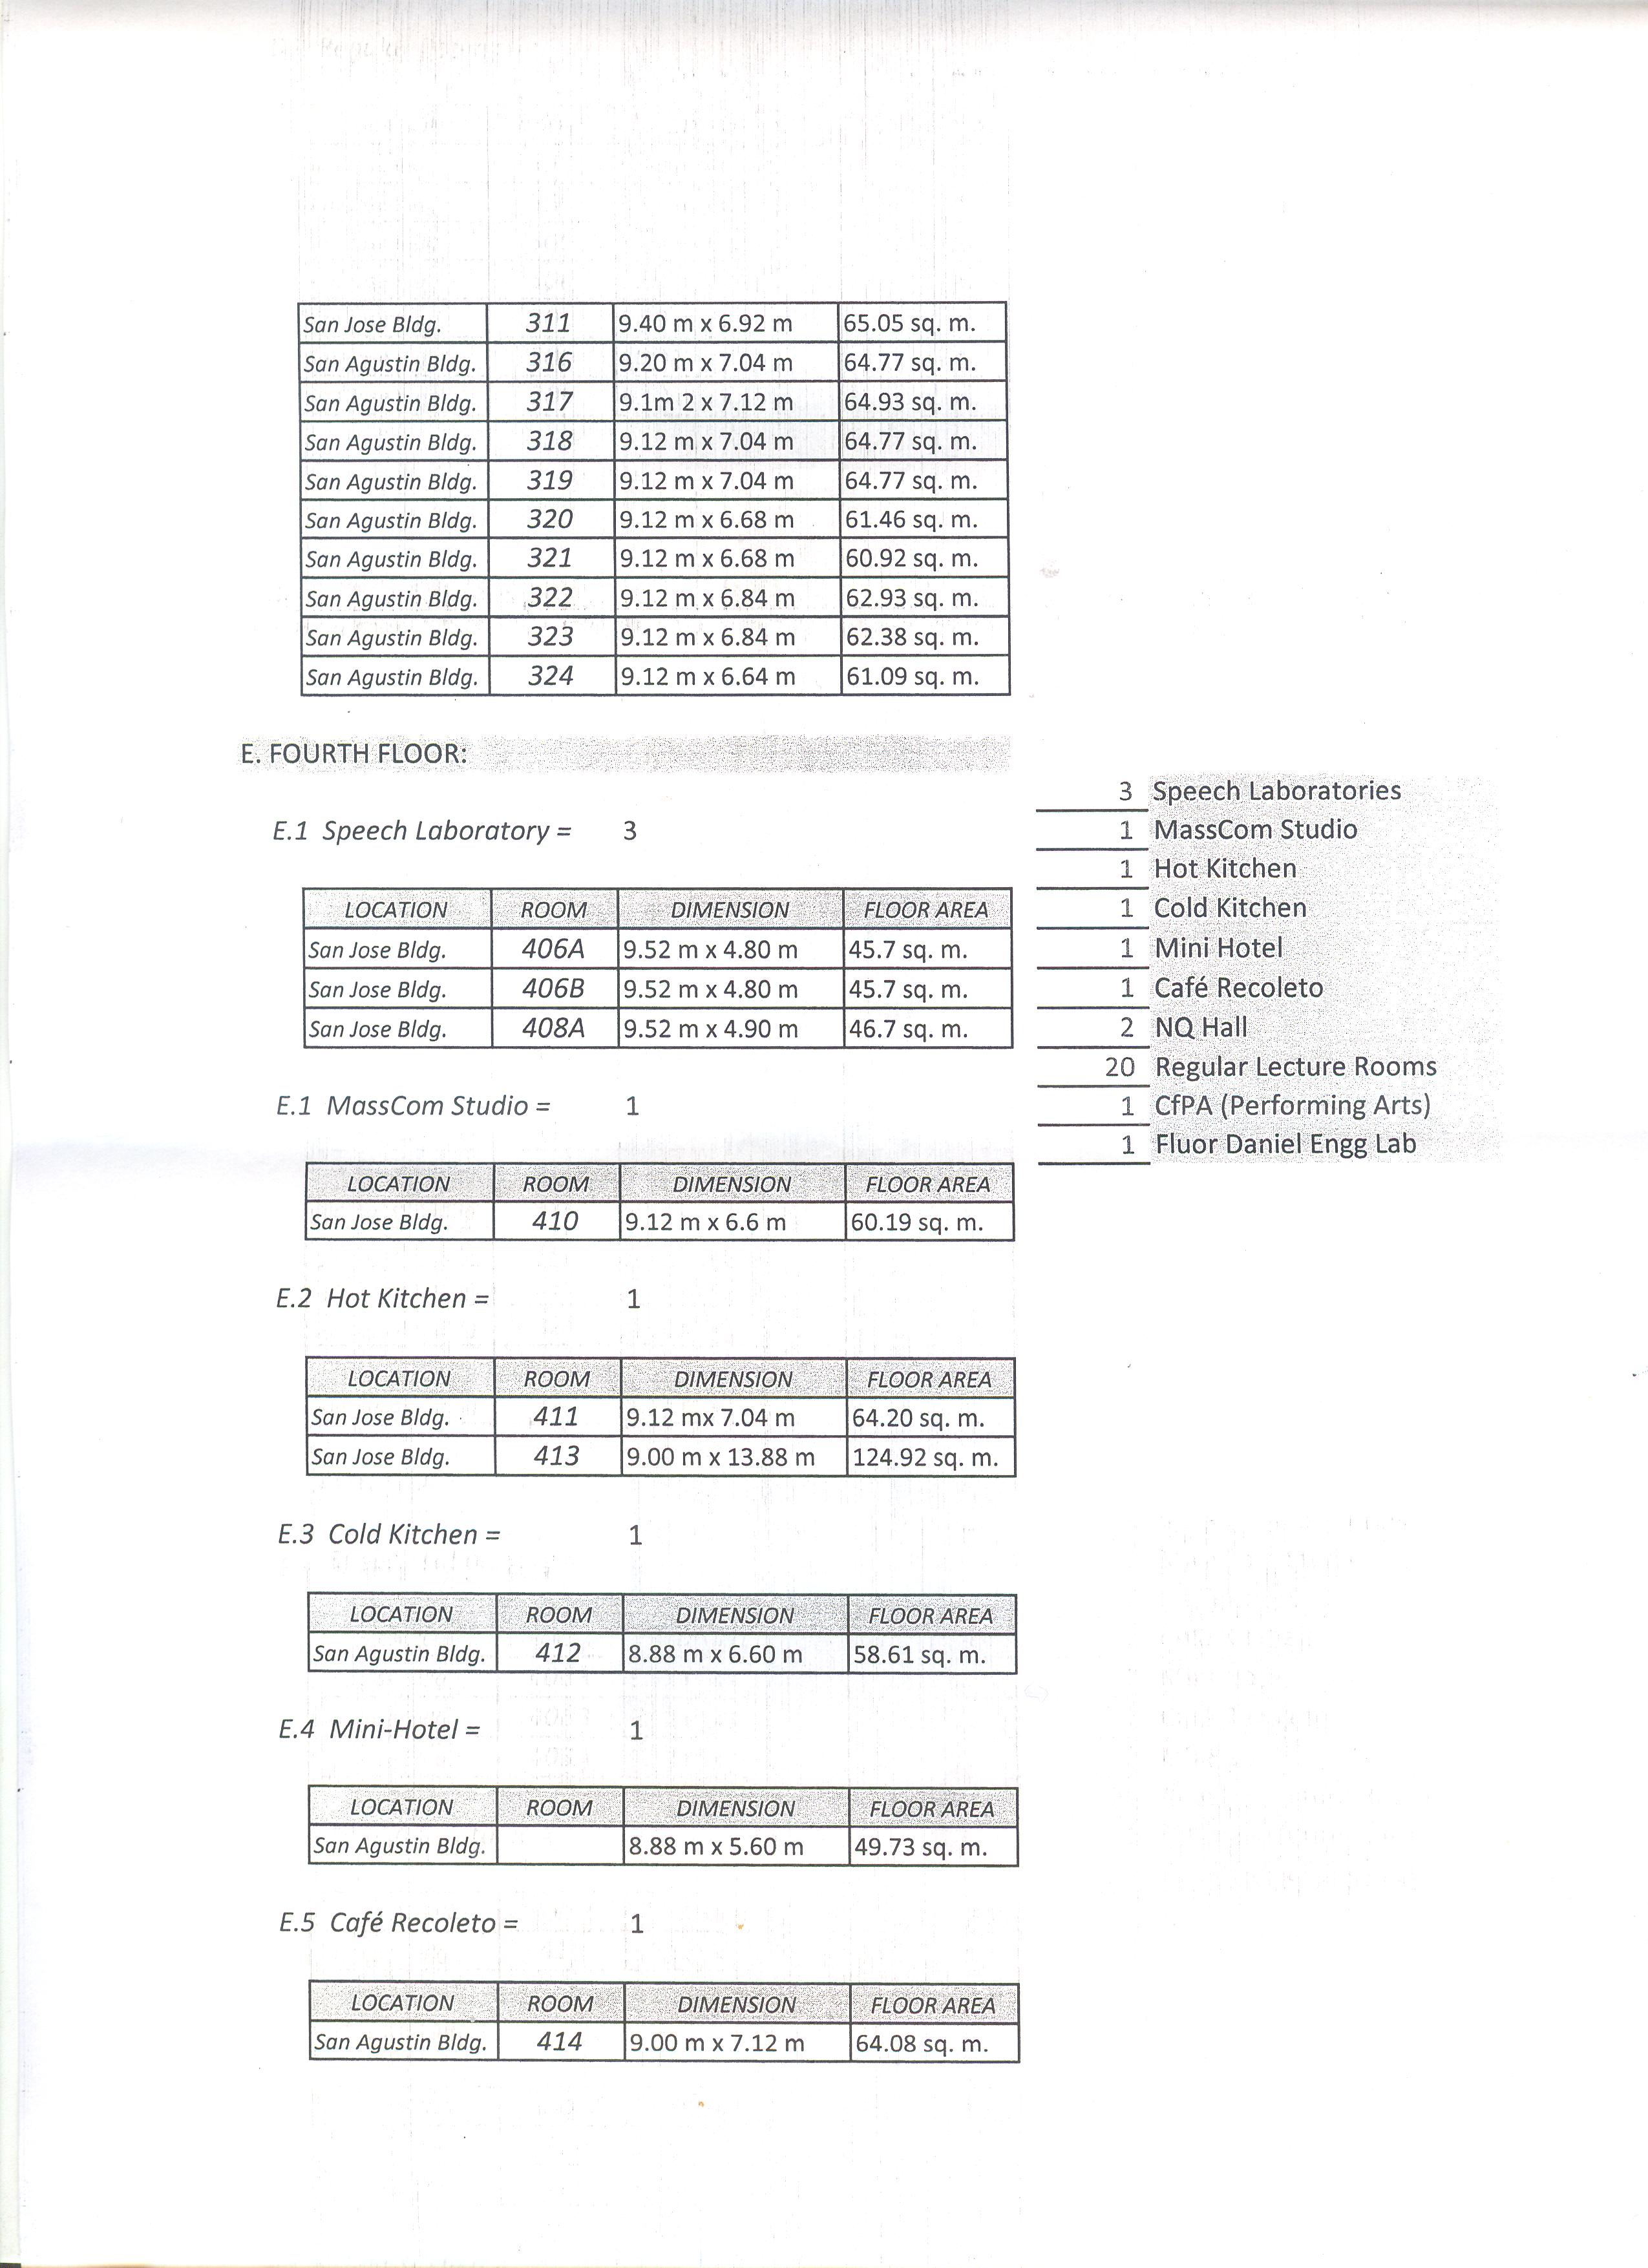 San Jose Bldg. 311 9.40 m x 6.92 m 65.05 sq. m.
San Agustin Bldg. 316 9.20 m x 7.04 m 64.77 sq. m.
San Agustin Bldg. 317 9.1m 2 x 7.12 m 64.93 sq. m.
San Agustin Bldg. 318 9.12 m x 7.04 m 64.77 sq. m.
San Agustin Bldg. 319 9.12 m x 7.04 m 64.77 sq. m.
San Agustin Bldg. 320 9.12 m x 6.68 m 61.46 sq. m.
San Agustin Bldg. 321 9.12 m x 6.68 m 60.92 sq. m.
San Agustin Bldg. 322 9.12 m x 6.84 m 62.93 sq. m.
San Agustin Bldg. 323 9.12 m x 6.84 m 62.38 sq. m.
San Agustin Bldg. 324 9.12 m x 6.64 m 61.09 sq. m.
E. FOURTH FLOOR:
3 Speech Laboratories
1 MassCom Studio
1 Hot Kitchen
1 Cold Kitchen
1 Mini Hotel
1 Café Recoleto
2 NQ Hall
20 Regular Lecture Rooms
1 CfPA (Performing Arts)
1 Fluor Daniel Engg Lab
E.1 Speech Laboratory = 3
LOCATION ROOM DIMENSION FLOOR AREA
San Jose Bldg. 406A 9.52 m x 4.80 m 45.7 sq. m.
San Jose Bldg. 406B 9.52 m x 4.80 m 45.7 sq. m.
San Jose Bldg. 408A 9.52 m x 4.90 m 46.7 sq. m.
E.1 MassCom Studio = 1
LOCATION ROOM DIMENSION FLOOR AREA
San Jose Bldg. 410 9.12 m x 6.6 m 60.19 sq. m.
E.2 Hot Kitchen = 1
LOCATION ROOM DIMENSION FLOOR AREA
San Jose Bldg. 411 9.12 mx 7.04 m 64.20 sq. m.
San Jose Bldg. 413 9.00 m x 13.88 m 124.92 sq. m.
E.3 Cold Kitchen = 1
LOCATION ROOM DIMENSION FLOOR AREA
San Agustin Bldg. 412 8.88 m x 6.60 m 58.61 sq. m.
E.4 Mini-Hotel = 1
LOCATION ROOM DIMENSION FLOOR AREA
San Agustin Bldg. 8.88 m x 5.60 m 49.73 sq. m.
E.5 Café Recoleto = 1
LOCATION ROOM DIMENSION FLOOR AREA
San Agustin Bldg. 414 9.00 m x 7.12 m 64.08 sq. m.